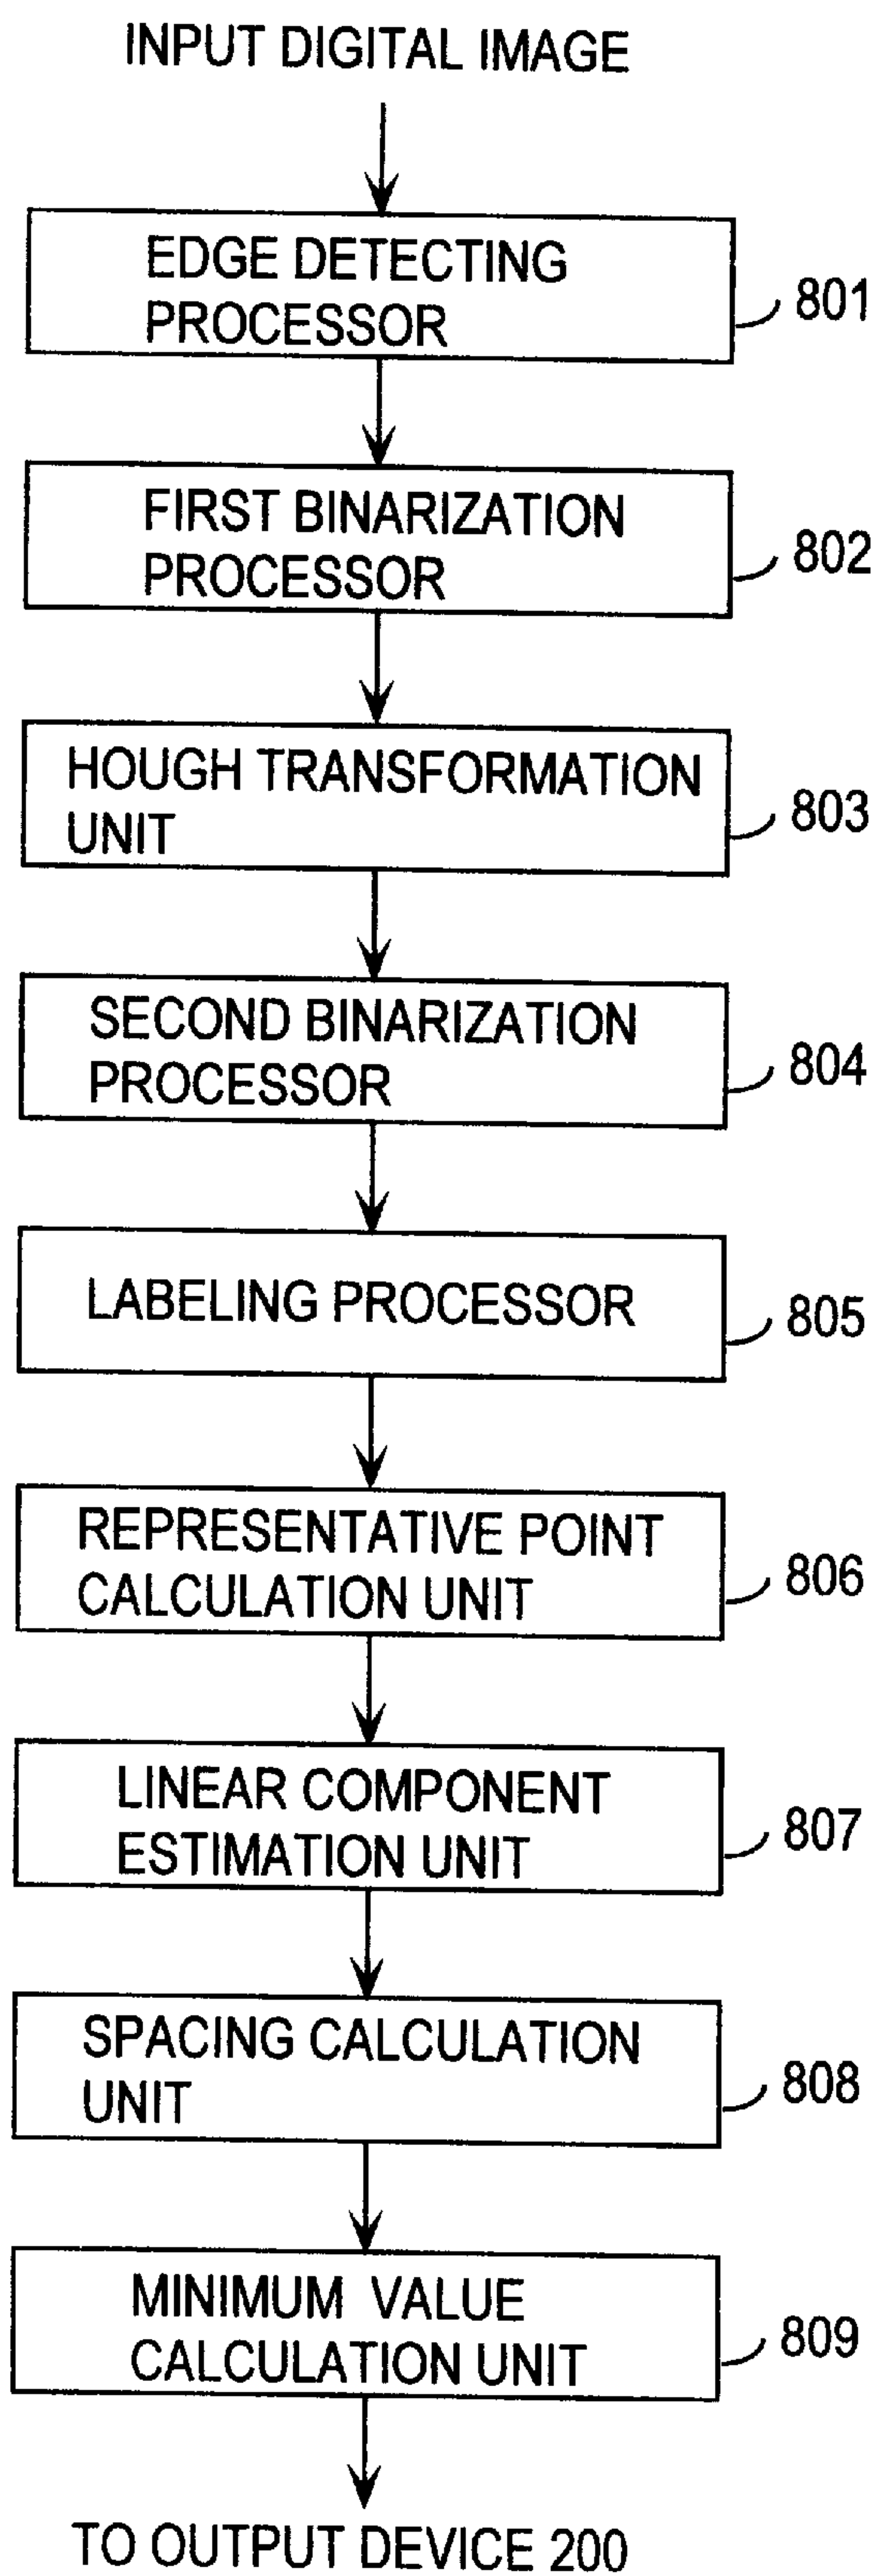 INPUT DIGITAL IMAGE
EDGE DETECTING
PROCESSOR
801
FIRST BINARIZATION
PROCESSOR
802
HOUGH TRANSFORMATION
UNIT
803
SECOND BINARIZATION
PROCESSOR
804
LABELING PROCESSOR
805
REPRESENTATIVE POINT
CALCULATION UNIT
806
LINEAR COMPONENT
ESTIMATION UNIT
807
SPACING CALCULATION
UNIT
808
MINIMUM VALUE
CALCULATION UNIT
809
TO OUTPUT DEVICE 200